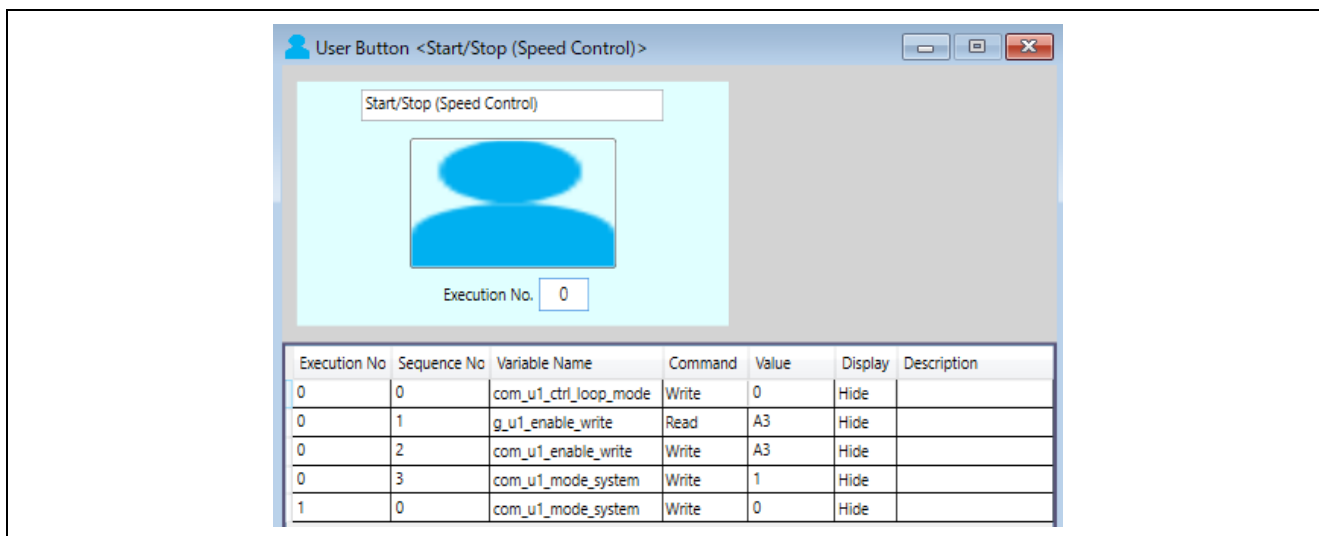 User Button <Start/Stop (Speed Control)>
Start/Stop (Speed Control)
Execution No. 0
Execution No Sequence No Variable Name Command Value Display Description
0 0 com_u1_ctrl_loop_mode Write 0 Hide
0 1 g_u1_enable_write Read A3 Hide
0 2 com_u1_enable_write Write A3 Hide
0 3 com_u1_mode_system Write 1 Hide
1 0 com_u1_mode_system Write 0 Hide